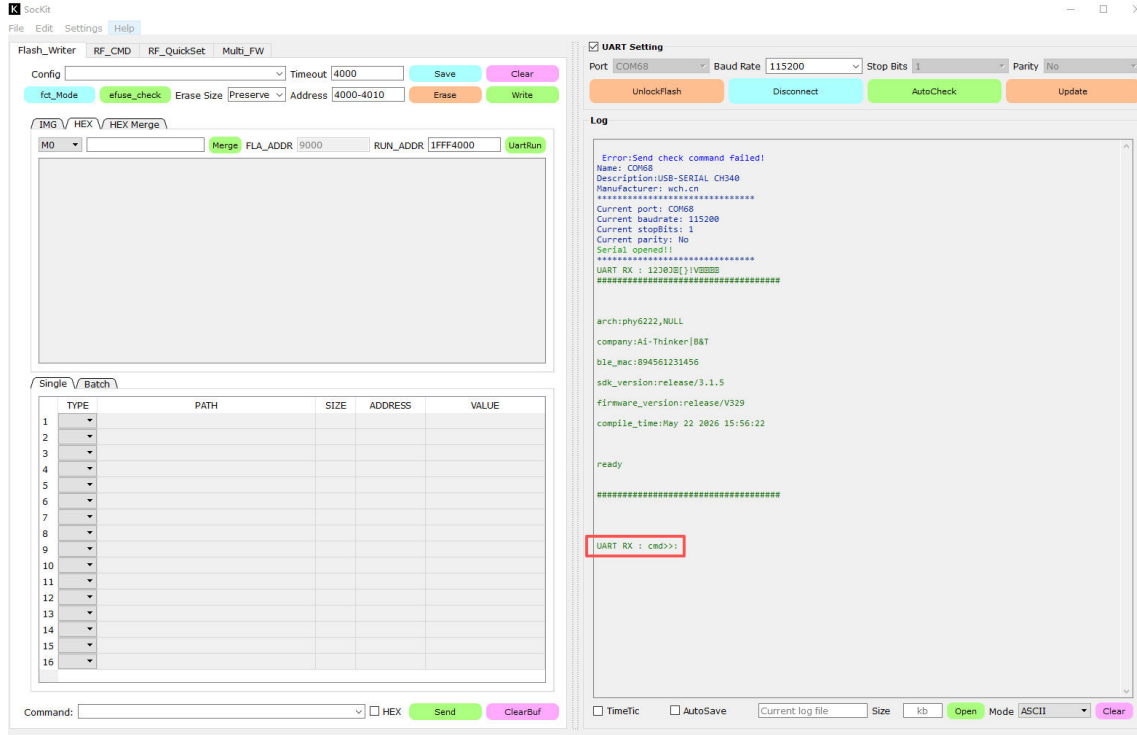 K SocKit
File Edit Settings Help
Flash_Writer RF_CMD RF_QuickSet Multi_FW
Config Timeout 4000 Save Clear
fct_Mode efuse_check Erase Size Preserve Address 4000-4010 Erase Write
IMG HEX HEX Merge
M0 Merge FLA_ADDR 9000 RUN_ADDR 1FFF4000 UartRun
Single Batch
TYPE PATH SIZE ADDRESS VALUE
1
2
3
4
5
6
7
8
9
10
11
12
13
14
15
16
Command: HEX Send ClearBuf
UART Setting
Port COM68 Baud Rate 115200 Stop Bits 1 Parity No
UnlockFlash Disconnect AutoCheck Update
Log
Error:Send check command failed!
Name: COM68
Description:USB-SERIAL CH340
Manufacturer: wch.cn
*******************************
Current port: COM68
Current baudrate: 115200
Current stopBits: 1
Current parity: No
Serial opened!!
*******************************
UART RX :
####################################
arch:phy6222,NULL
company:Ai-Thinker|B&T
ble_mac:894561231456
sdk_version:release/3.1.5
firmware_version:release/V329
compile_time:May 22 2026 15:56:22
ready
####################################
UART RX : cmd>>:
TimeTic AutoSave Current log file Size kb Open Mode ASCII Clear